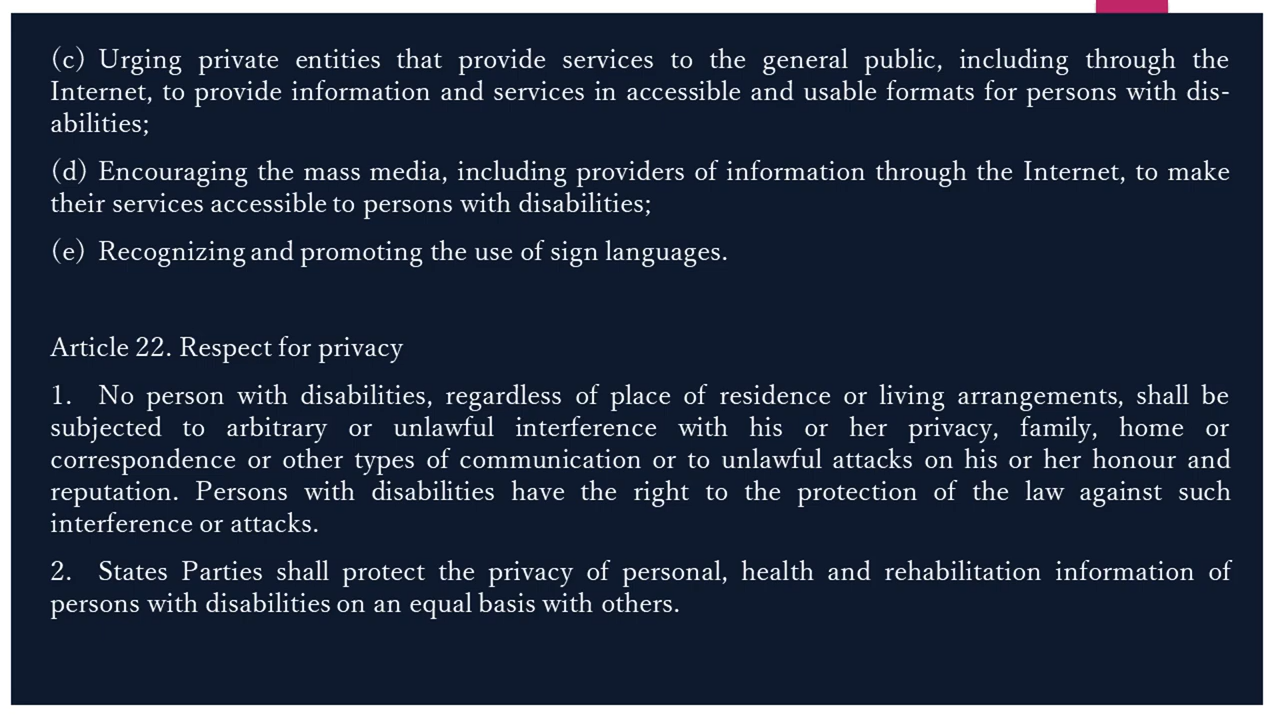 (c) Urging private entities that provide services to the general public, including through the
Internet, to provide information and services in accessible and usable formats for persons with dis-
abilities;
(d) Encouraging the mass media, including providers of information through the Internet, to make
their services accessible to persons with disabilities;
(e) Recognizing and promoting the use of sign languages.
Article 22. Respect for privacy
1. No person with disabilities, regardless of place of residence or living arrangements, shall be
subjected to arbitrary or unlawful interference with his or her privacy, family, home or
correspondence or other types of communication or to unlawful attacks on his or her honour and
reputation. Persons with disabilities have the right to the protection of the law against such
interference or attacks.
2. States Parties shall protect the privacy of personal, health and rehabilitation information of
persons with disabilities on an equal basis with others.